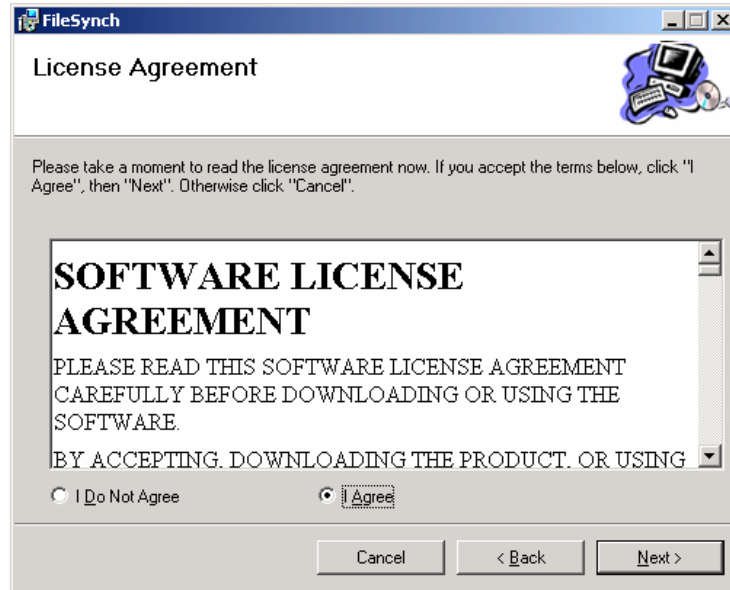 FileSynch
License Agreement
Please take a moment to read the license agreement now. If you accept the terms below, click "I
Agree", then "Next". Otherwise click "Cancel".
SOFTWARE LICENSE
AGREEMENT
PLEASE READ THIS SOFTWARE LICENSE AGREEMENT
CAREFULLY BEFORE DOWNLOADING OR USING THE
SOFTWARE.
BY ACCEPTING, DOWNLOADING THE PRODUCT, OR USING
I Do Not Agree I Agree
Cancel < Back Next >